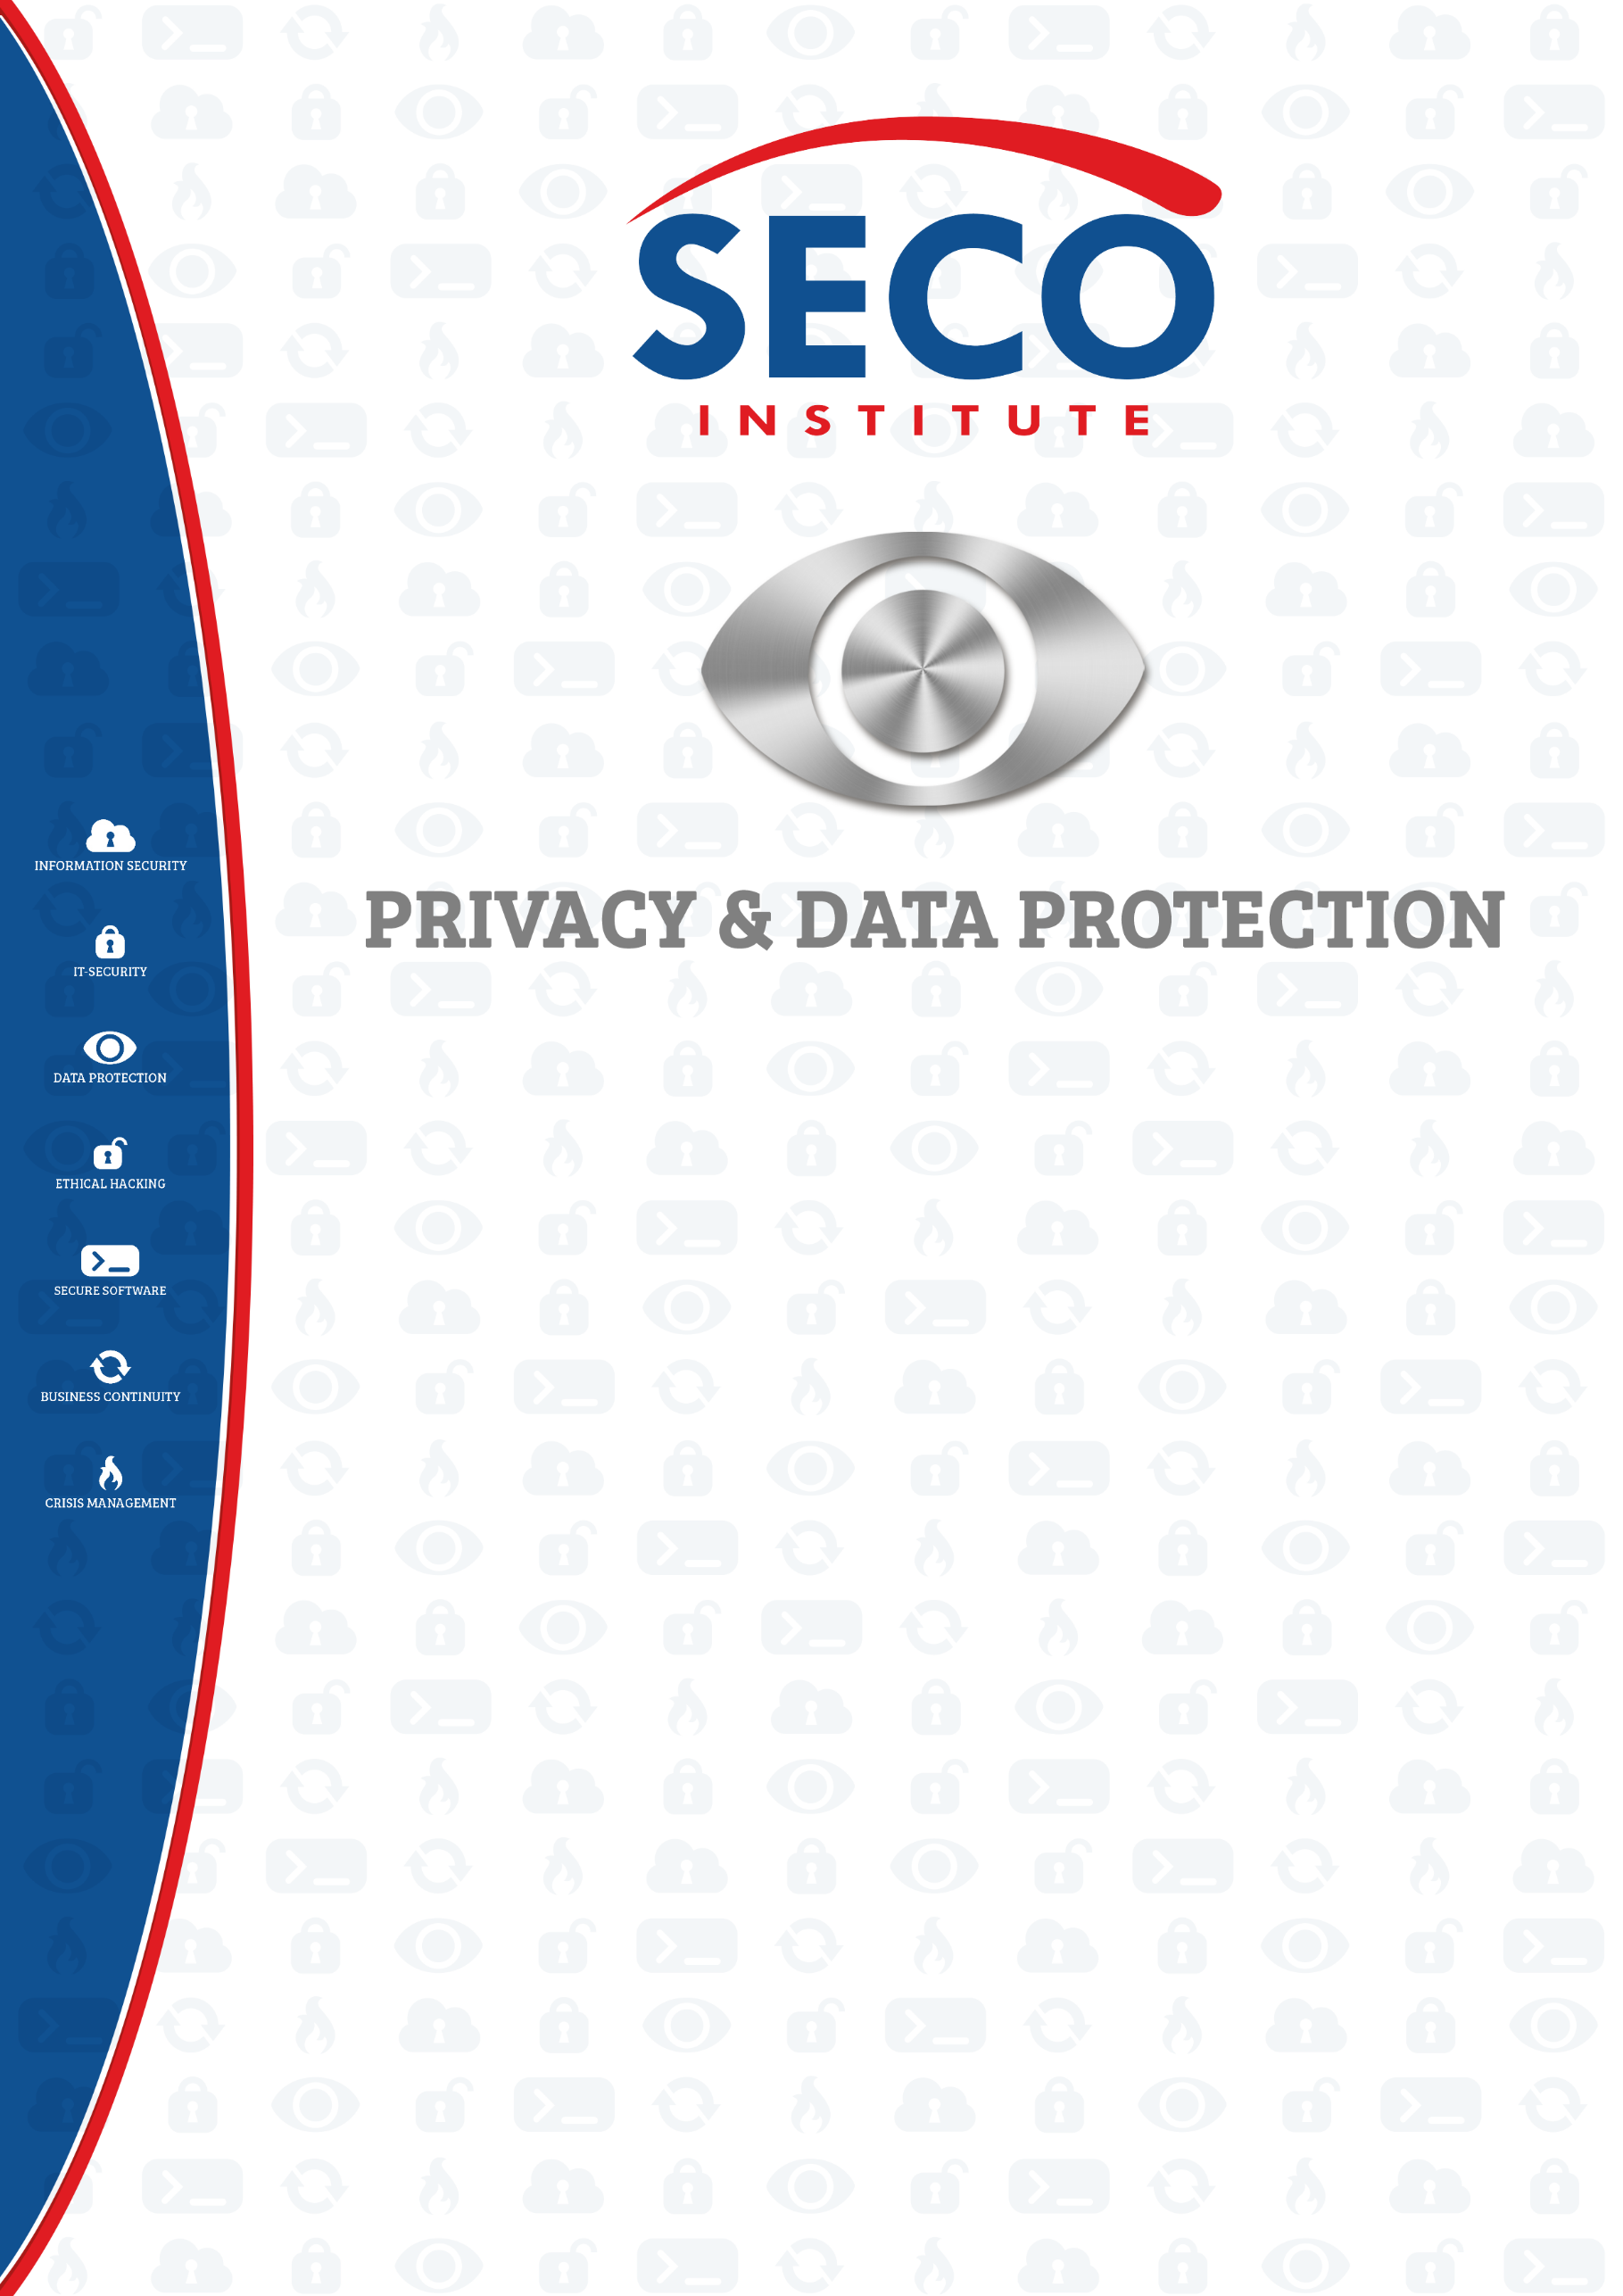 SECO
INSTITUTE
PRIVACY & DATA PROTECTION
INFORMATION SECURITY
IT-SECURITY
DATA PROTECTION
ETHICAL HACKING
SECURE SOFTWARE
BUSINESS CONTINUITY
CRISIS MANAGEMENT